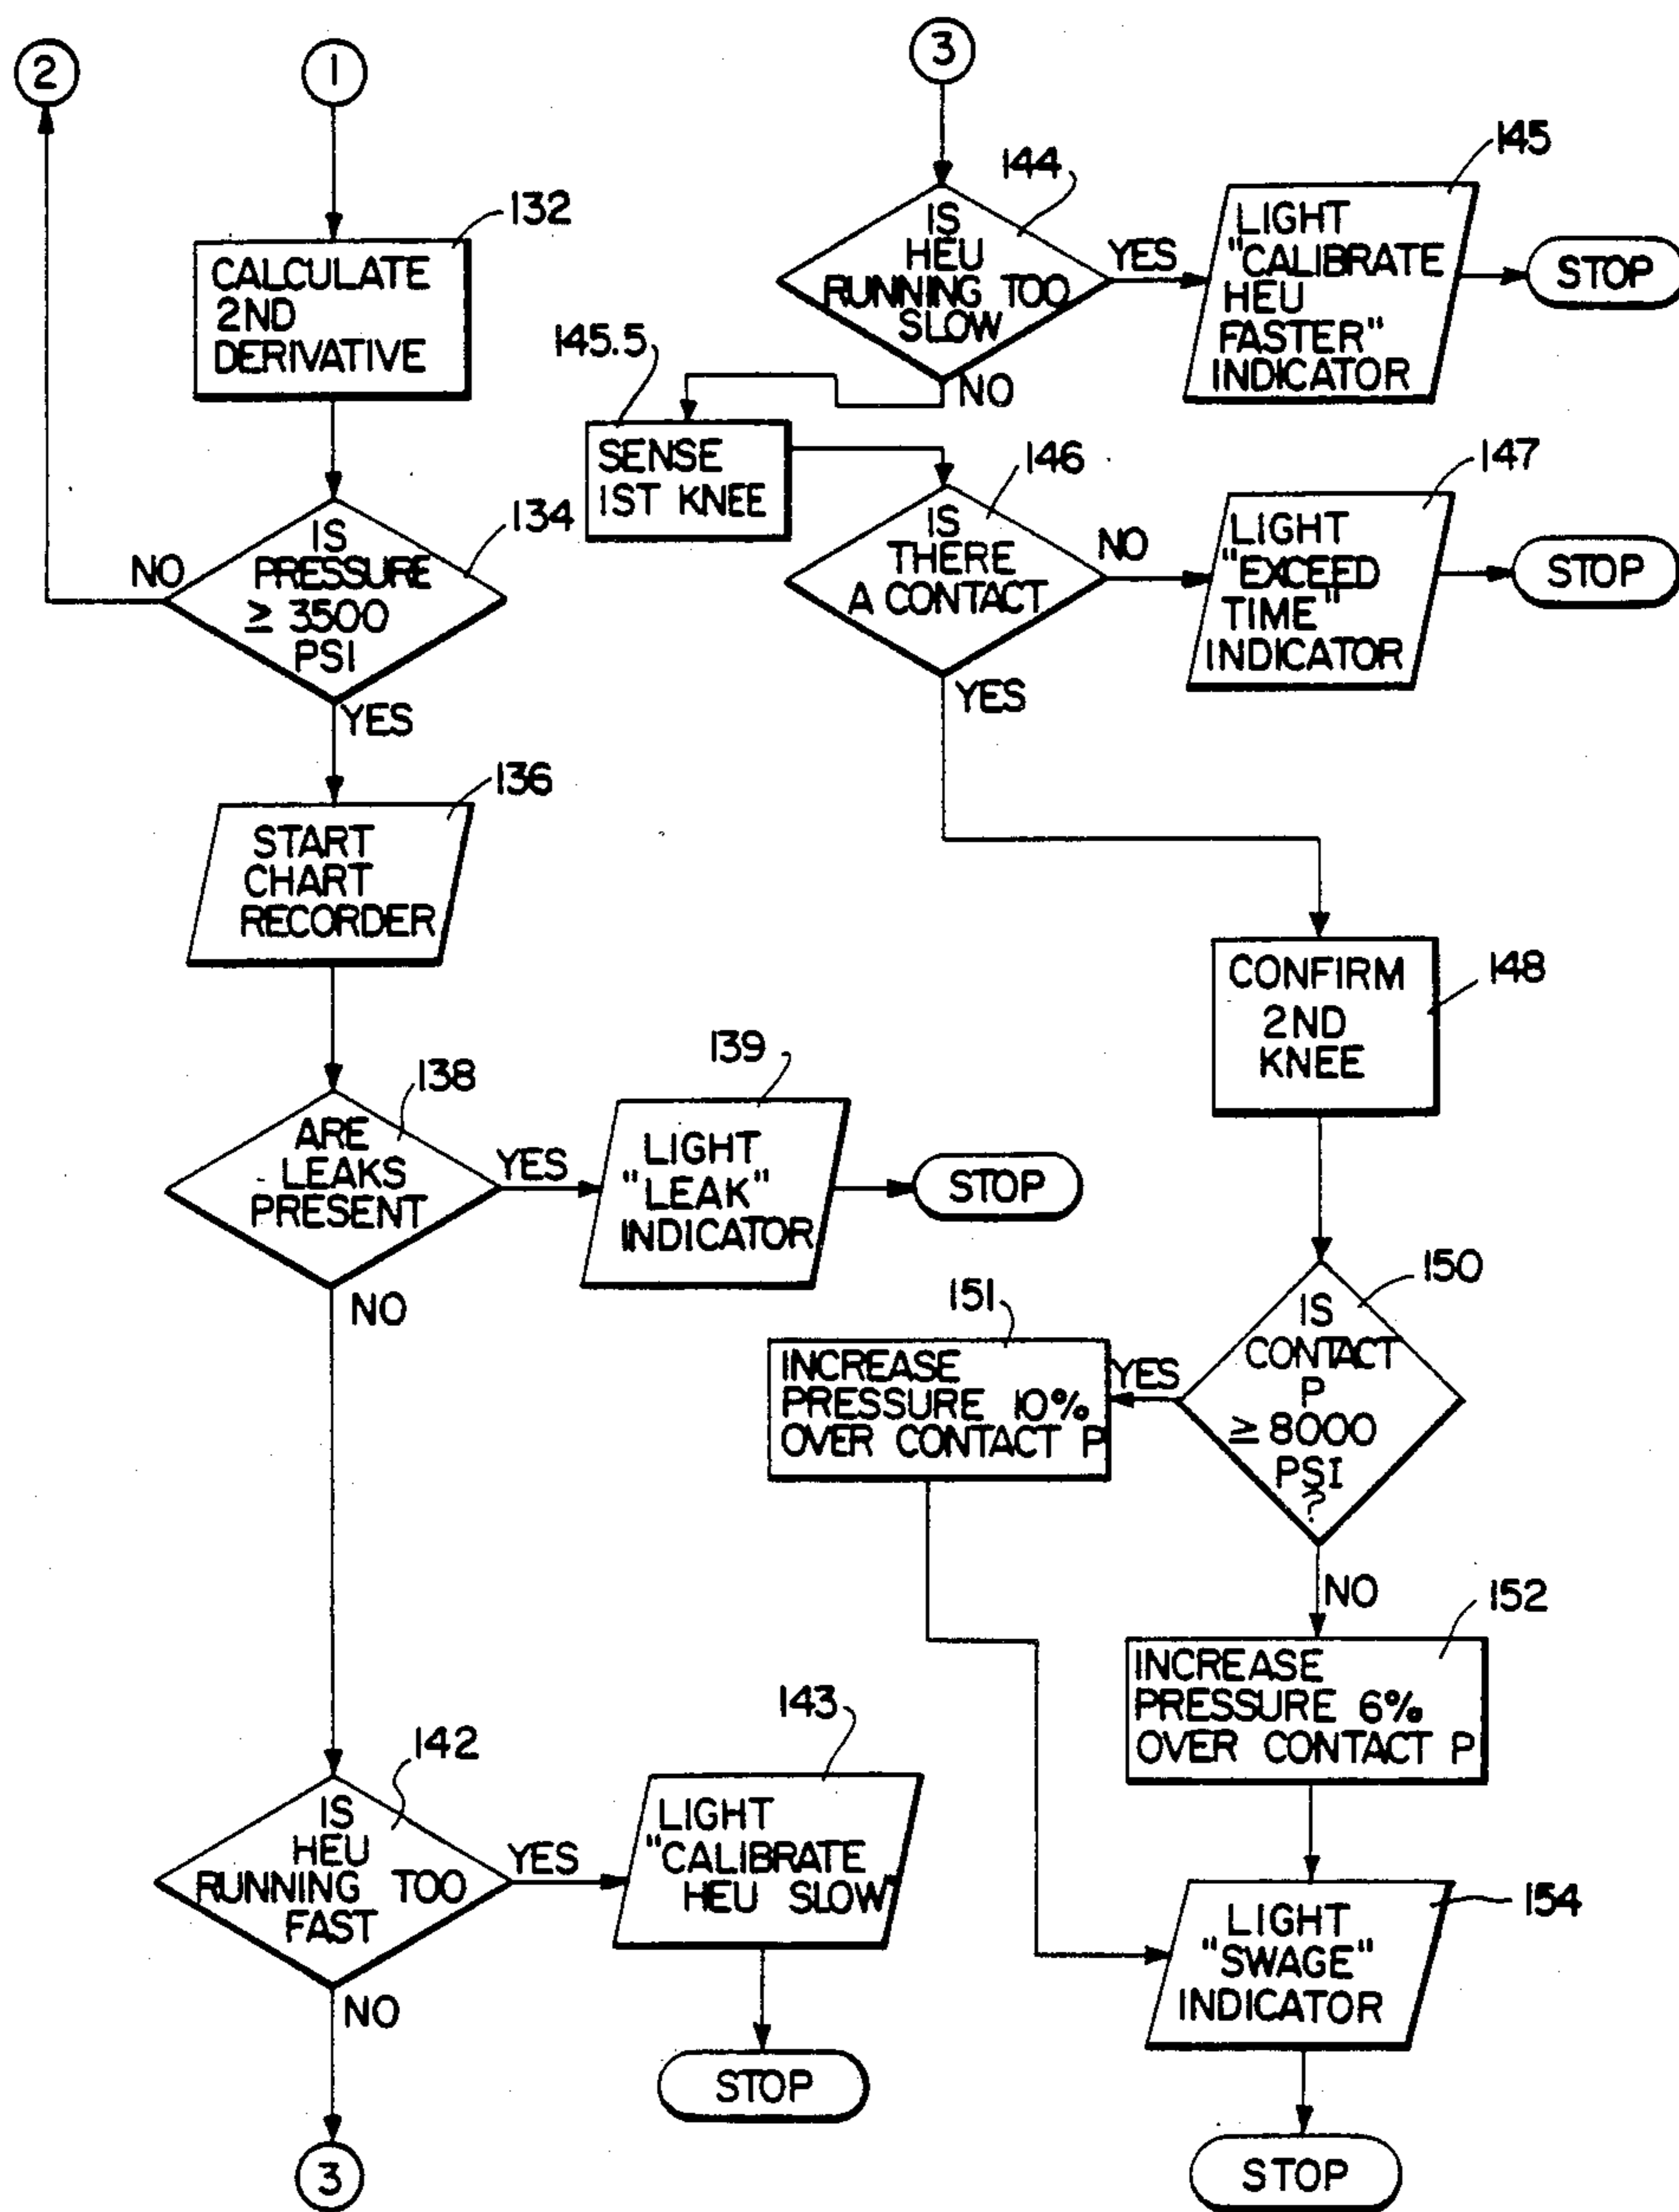 2
1
132
CALCULATE
2ND
DERIVATIVE
134
IS
PRESSURE
≥ 3500
PSI
NO
YES
136
START
CHART
RECORDER
138
ARE
LEAKS
PRESENT
YES
NO
139
LIGHT
"LEAK"
INDICATOR
STOP
142
IS
HEU
RUNNING TOO
FAST
YES
NO
143
LIGHT
"CALIBRATE
HEU SLOW"
STOP
3
3
144
IS
HEU
RUNNING TOO
SLOW
YES
NO
145
LIGHT
"CALIBRATE
HEU
FASTER"
INDICATOR
STOP
145.5
SENSE
1ST KNEE
146
IS
THERE
A CONTACT
NO
YES
147
LIGHT
"EXCEED
TIME"
INDICATOR
STOP
148
CONFIRM
2ND
KNEE
150
IS
CONTACT
P
≥ 8000
PSI
?
YES
NO
151
INCREASE
PRESSURE 10%
OVER CONTACT P
152
INCREASE
PRESSURE 6%
OVER CONTACT P
154
LIGHT
"SWAGE"
INDICATOR
STOP